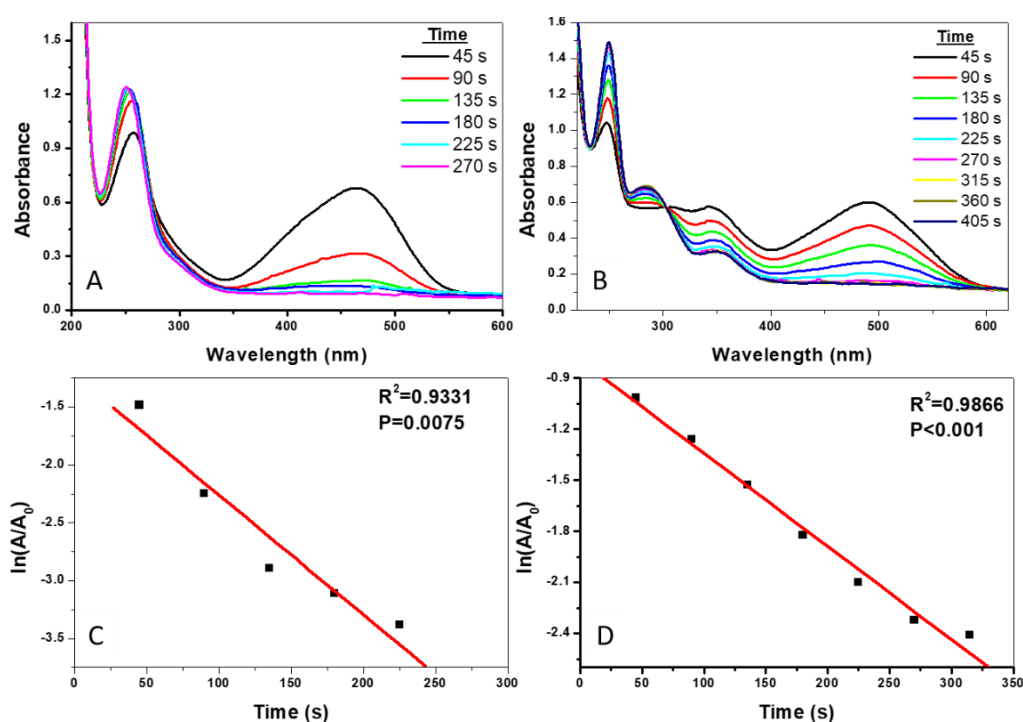 Time
45 s
90 s
135 s
180 s
225 s
270 s
1.5
1.2
0.9
0.6
0.3
0.0
Absorbance
A
200 300 400 500 600
Wavelength (nm)
Time
45 s
90 s
135 s
180 s
225 s
270 s
315 s
360 s
405 s
1.6
1.4
1.2
1.0
0.8
0.6
0.4
0.2
0.0
Absorbance
B
300 400 500 600
Wavelength (nm)
R²=0.9331
P=0.0075
-1.5
-2.0
-2.5
-3.0
-3.5
ln(A/A₀)
C
0 50 100 150 200 250 300
Time (s)
R²=0.9866
P<0.001
-0.9
-1.2
-1.5
-1.8
-2.1
-2.4
ln(A/A₀)
D
0 50 100 150 200 250 300 350
Time (s)